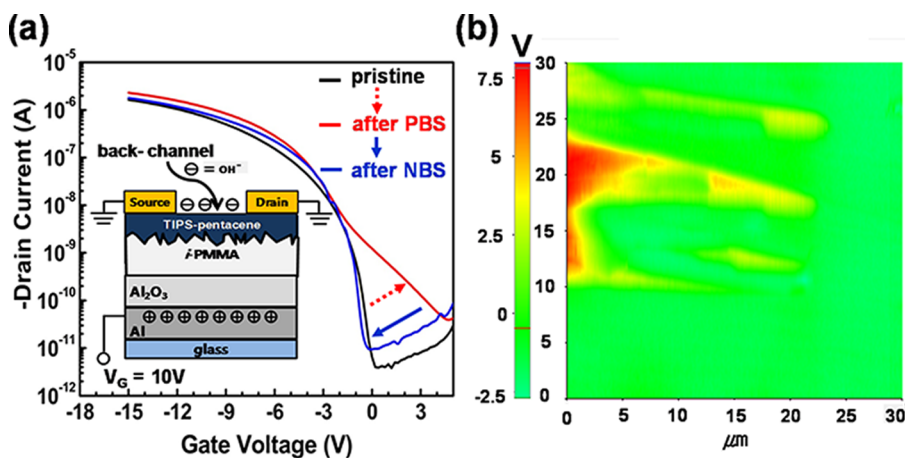 (a)
-Drain Current (A)
10⁻⁵
10⁻⁶
10⁻⁷
10⁻⁸
10⁻⁹
10⁻¹⁰
10⁻¹¹
10⁻¹²
pristine
after PBS
after NBS
back- channel
⊖ = OH⁻
Source
⊖⊖⊖
Drain
TIPS-pentacene
i-PMMA
Al₂O₃
⊕⊕⊕⊕⊕⊕⊕⊕
Al
glass
V_G = 10V
-18 -15 -12 -9 -6 -3 0 3
Gate Voltage (V)
(b)
V
7.5
5
2.5
0
-2.5
30
25
20
15
10
5
0
0 5 10 15 20 25 30
μm